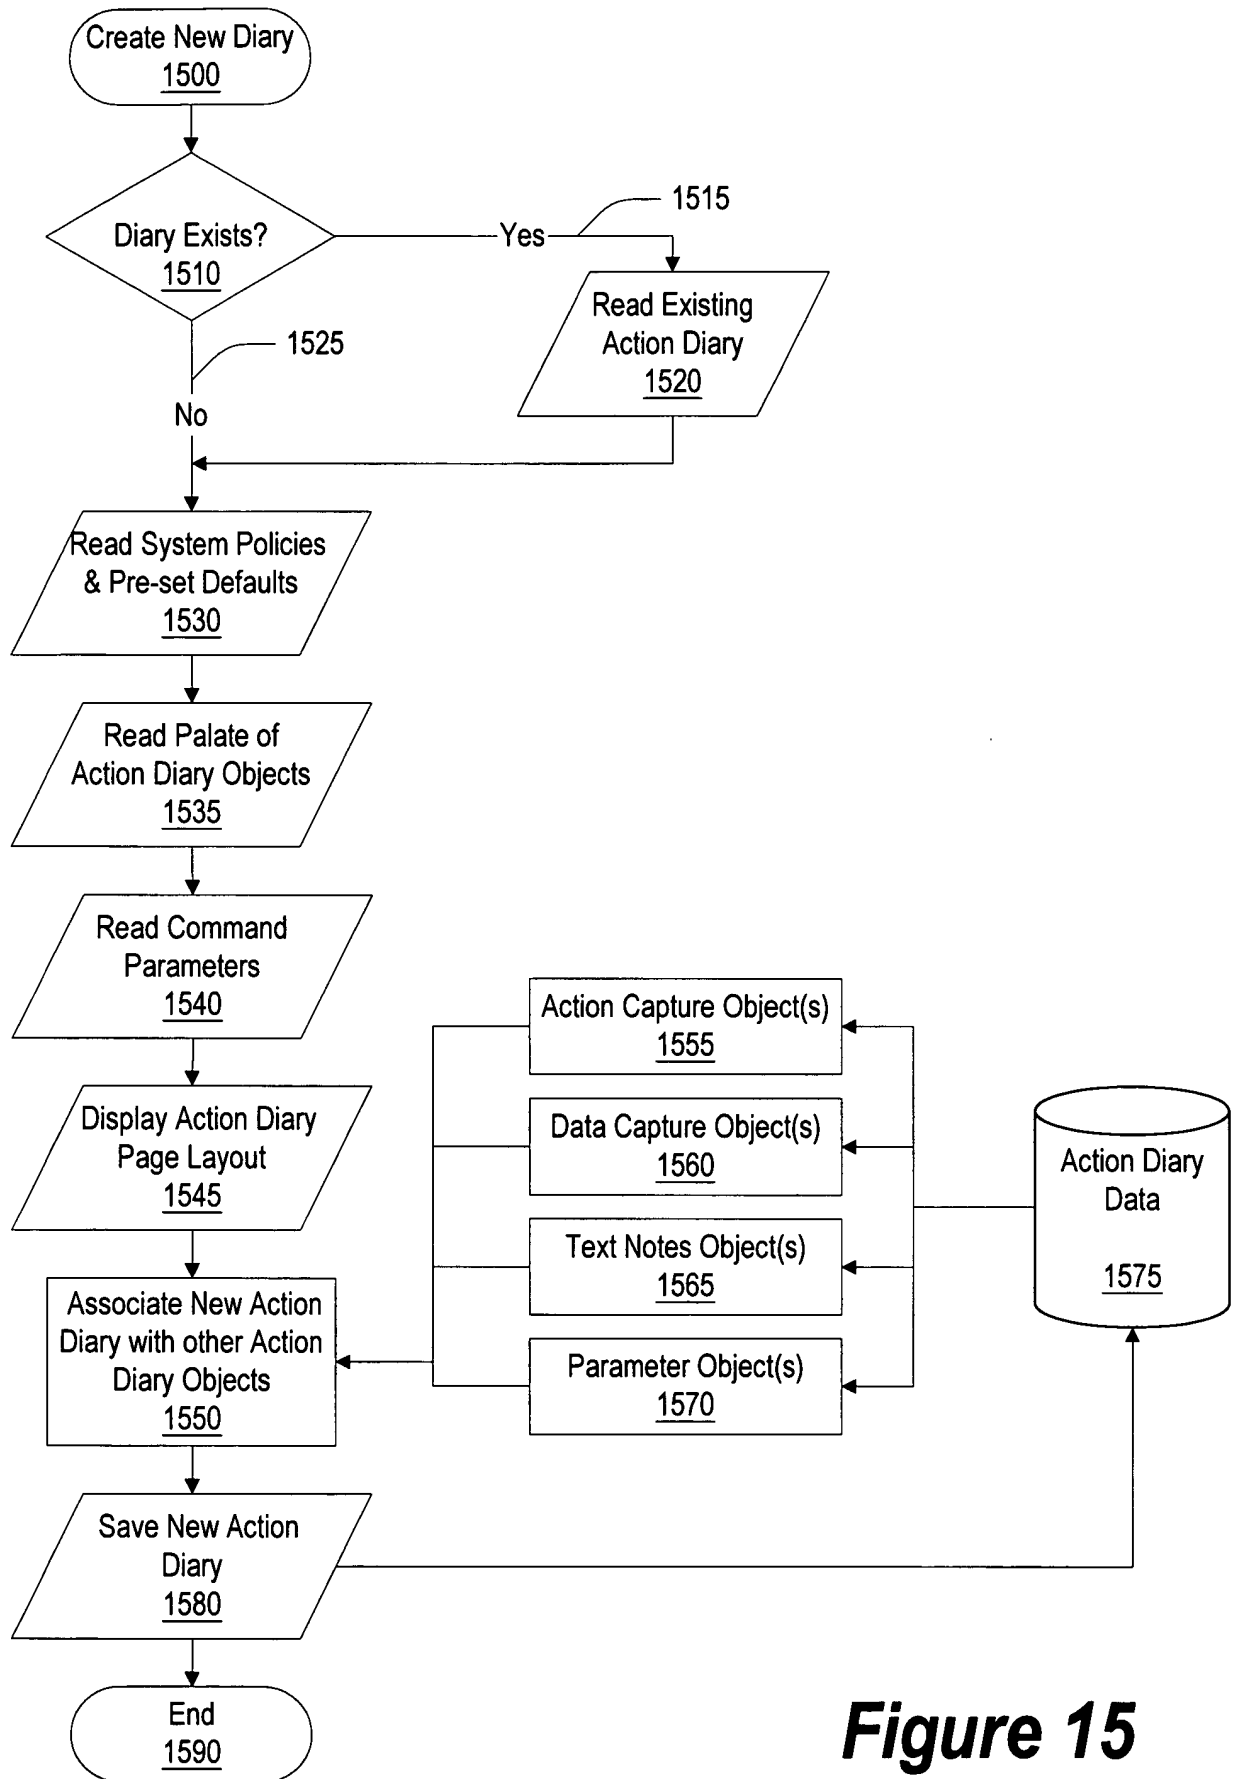 Create New Diary
1500
Diary Exists?
1510
Yes
1515
Read Existing
Action Diary
1520
1525
No
Read System Policies
& Pre-set Defaults
1530
Read Palate of
Action Diary Objects
1535
Read Command
Parameters
1540
Display Action Diary
Page Layout
1545
Associate New Action
Diary with other Action
Diary Objects
1550
Action Capture Object(s)
1555
Data Capture Object(s)
1560
Text Notes Object(s)
1565
Parameter Object(s)
1570
Action Diary
Data
1575
Save New Action
Diary
1580
End
1590
Figure 15